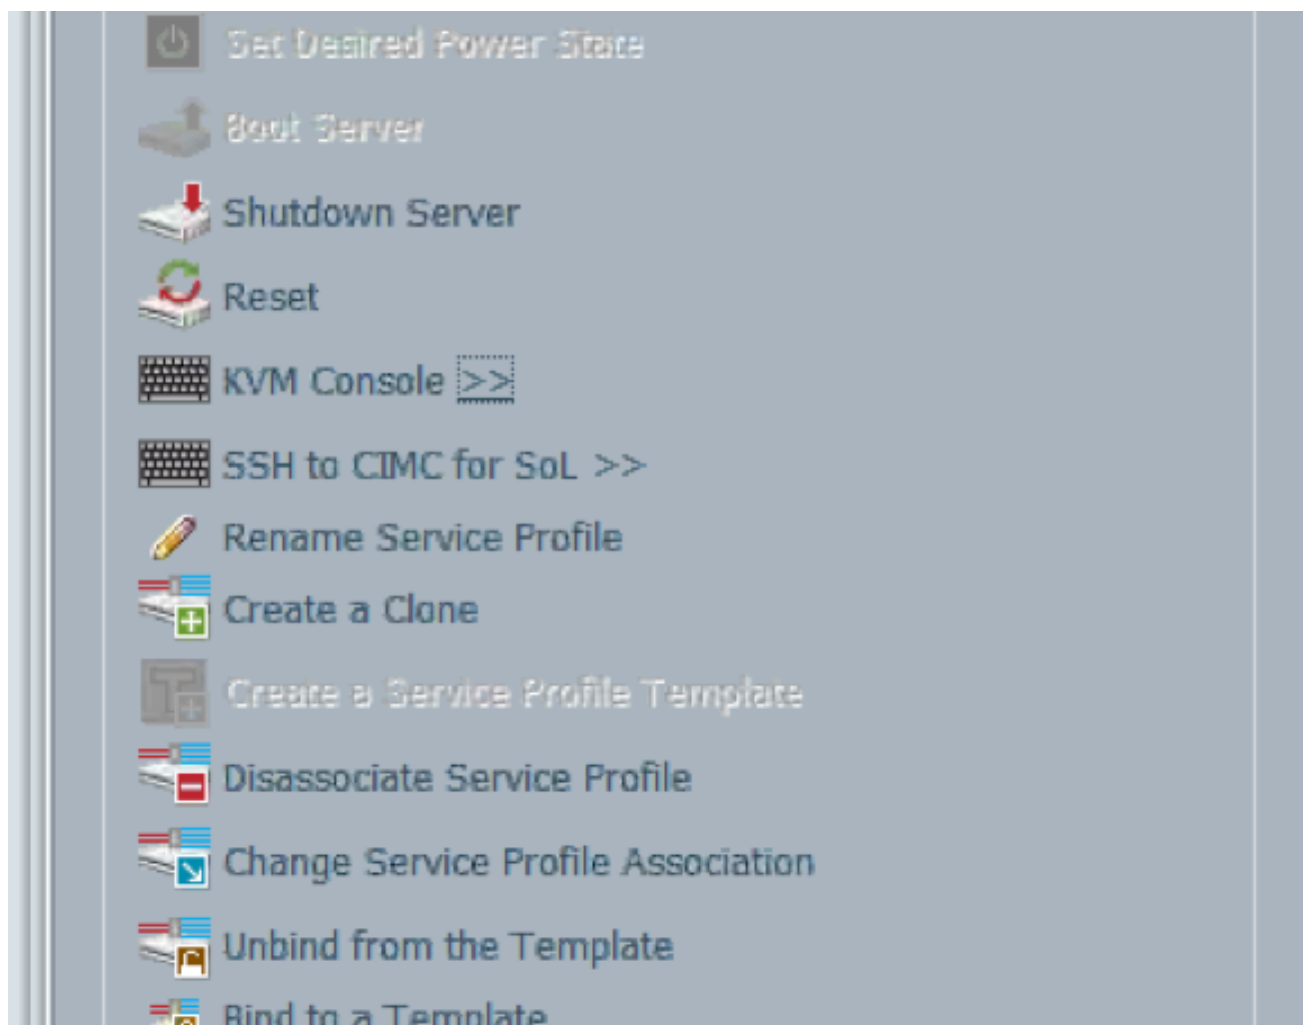 Set Desired Power State
Boot Server
Shutdown Server
Reset
KVM Console >>
SSH to CIMC for SoL >>
Rename Service Profile
Create a Clone
Create a Service Profile Template
Disassociate Service Profile
Change Service Profile Association
Unbind from the Template
Bind to a Template